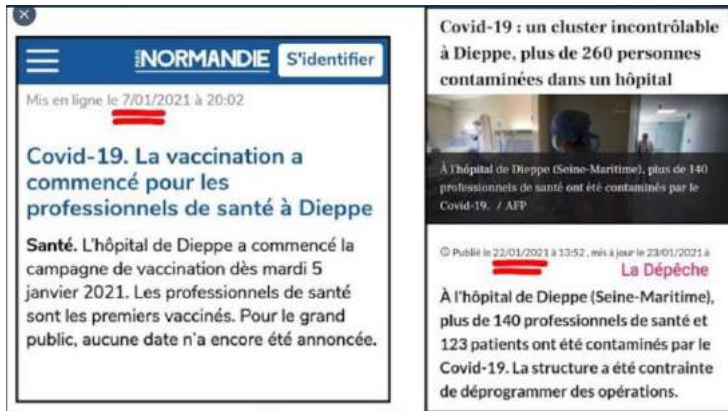 PARIS NORMANDIE
S'identifier
Mis en ligne le 7/01/2021 à 20:02
Covid-19. La vaccination a
commencé pour les
professionnels de santé à Dieppe
Santé. L'hôpital de Dieppe a commencé la
campagne de vaccination dès mardi 5
janvier 2021. Les professionnels de santé
sont les premiers vaccinés. Pour le grand
public, aucune date n'a encore été annoncée.
Covid-19 : un cluster incontrôlable
à Dieppe, plus de 260 personnes
contaminées dans un hôpital
À l'hôpital de Dieppe (Seine-Maritime), plus de 140
professionnels de santé ont été contaminés par le
Covid-19. / AFP
Publié le 22/01/2021 à 13:52 , mis à jour le 23/01/2021 à
La Dépêche
À l'hôpital de Dieppe (Seine-Maritime),
plus de 140 professionnels de santé et
123 patients ont été contaminés par le
Covid-19. La structure a été contrainte
de déprogrammer des opérations.